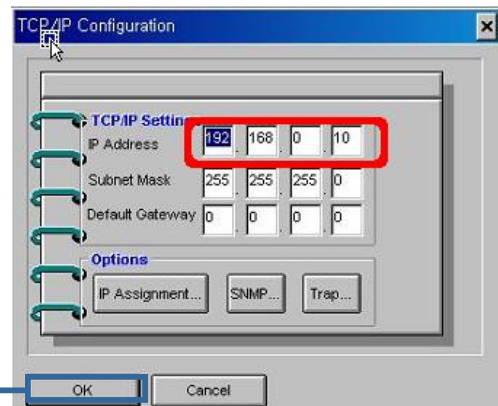 TCP/IP Configuration
TCP/IP Settin
IP Address 192 . 168 . 0 . 10
Subnet Mask 255 . 255 . 255 . 0
Default Gateway 0 . 0 . 0 . 0
Options
IP Assignment... SNMP... Trap...
OK Cancel